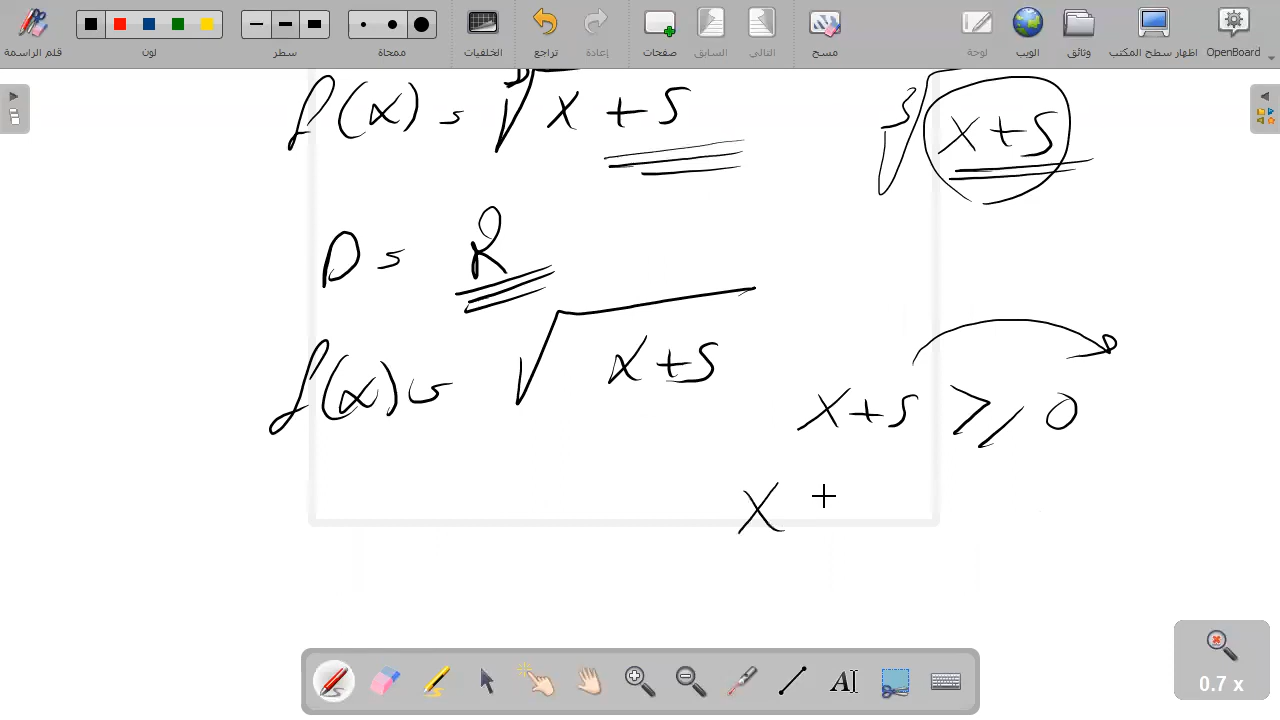 قلم الراسمة
لون
سطر
ممحاة
الخلفيات
تراجع
إعادة
صفحات
السابق
التالي
مسح
لوحة
الويب
وثائق
اظهار سطح المكتب
OpenBoard
f(x) = √x + 5
∛x+5
D = R
f(x) = √x+5
x+5 ≥ 0
x
0.7 x